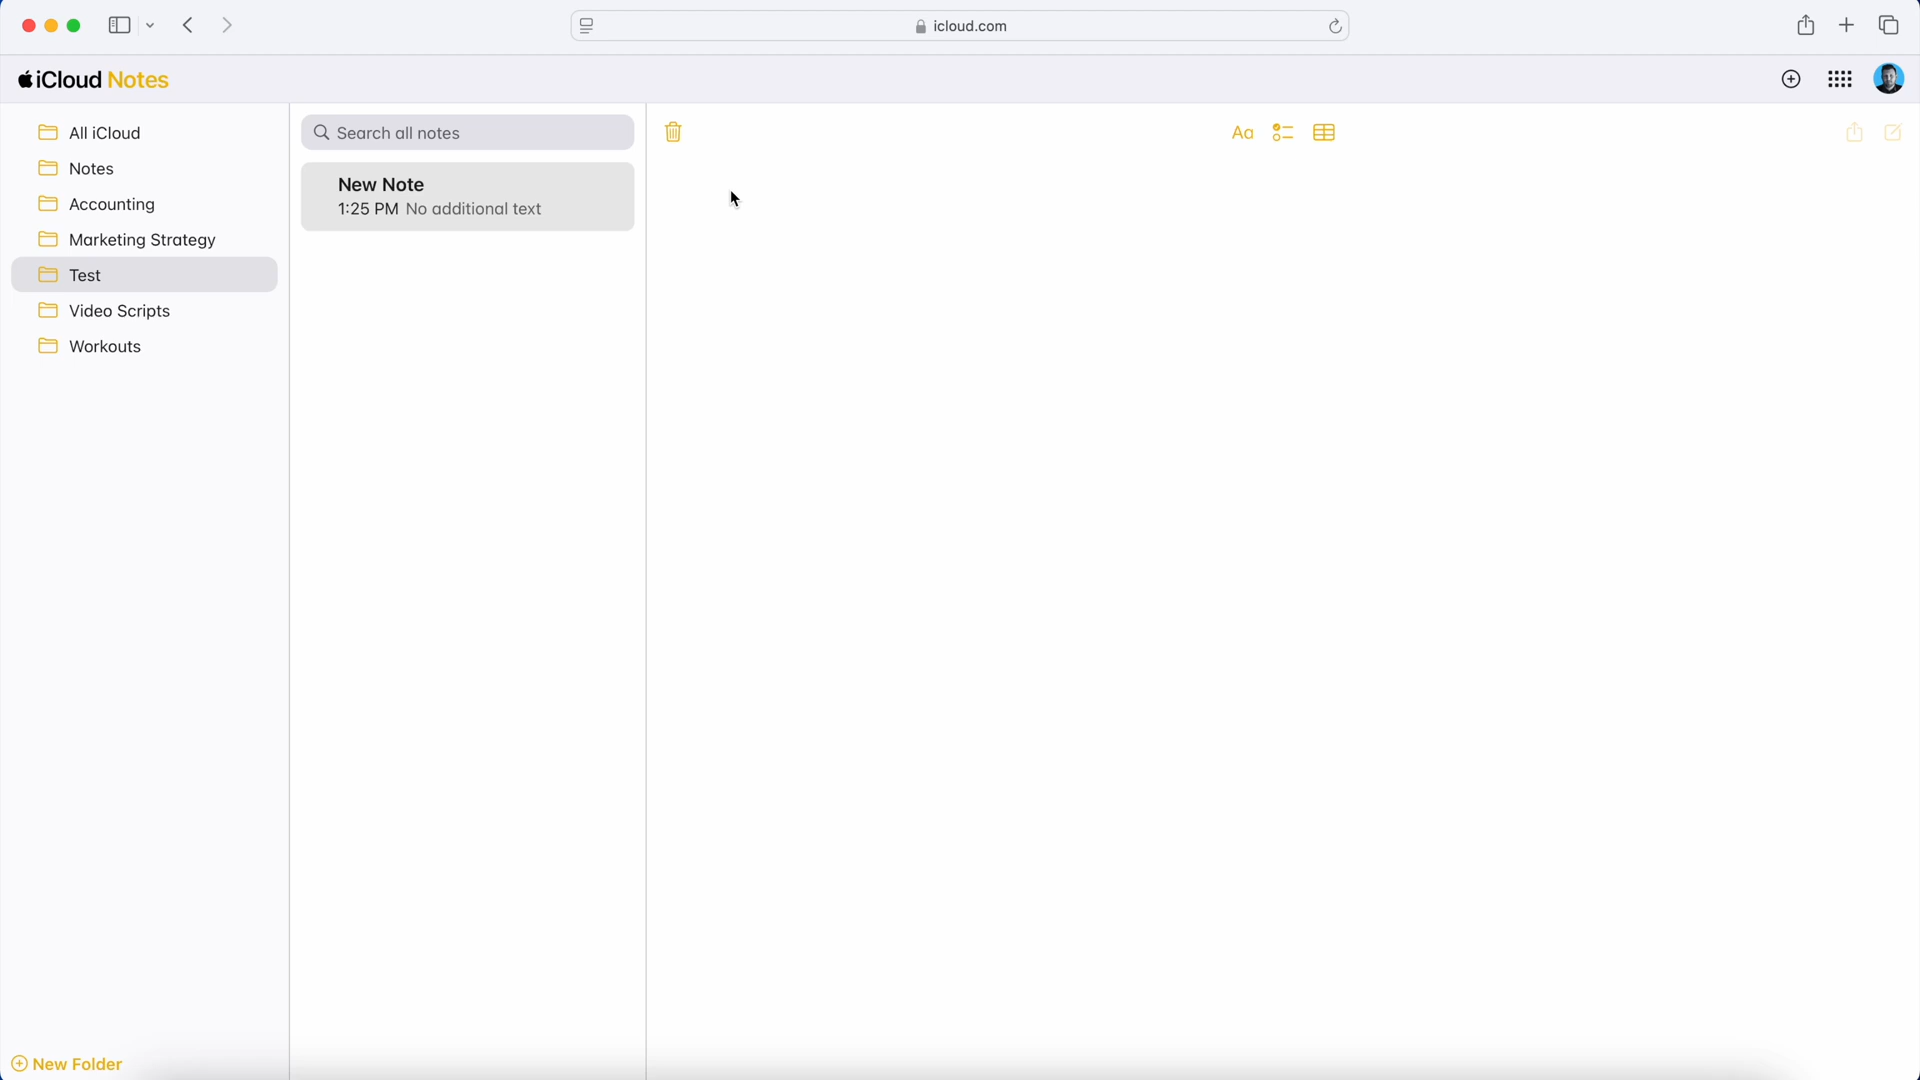 icloud.com
iCloud Notes
All iCloud
Notes
Accounting
Marketing Strategy
Test
Video Scripts
Workouts
New Folder
Search all notes
New Note
1:25 PM No additional text
Aa